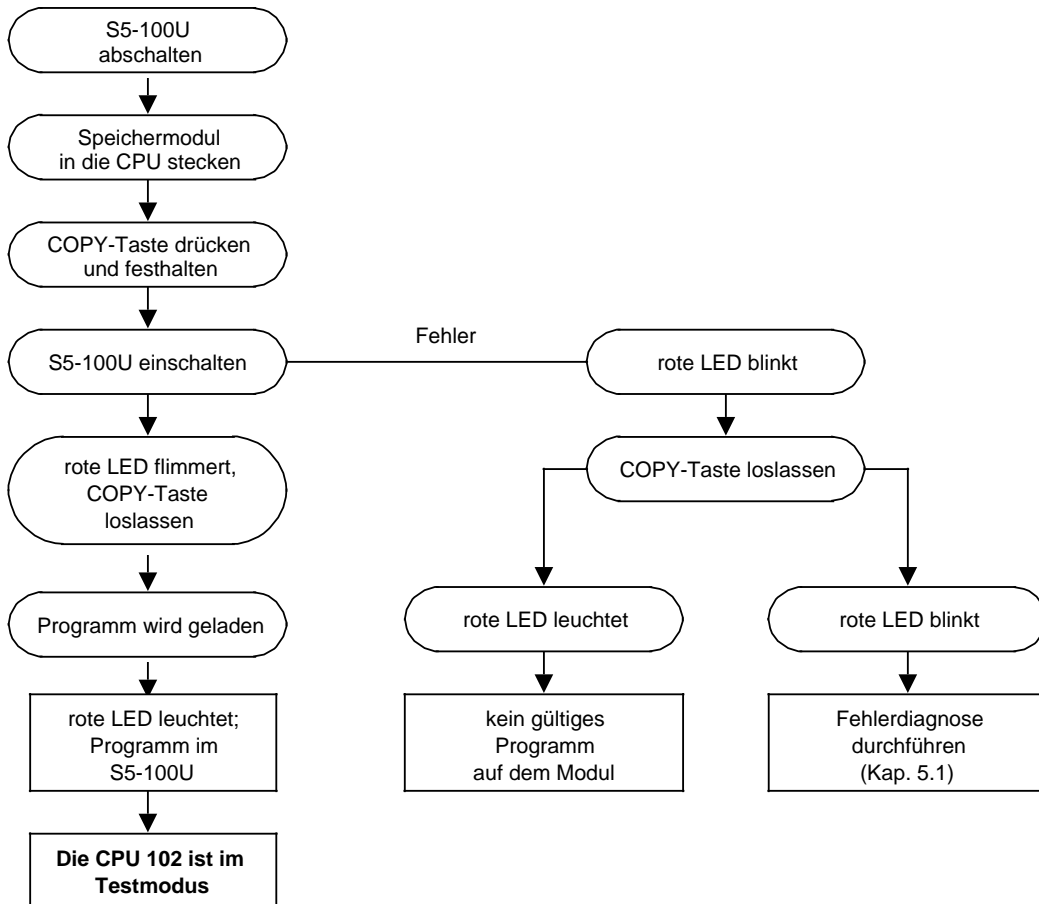 S5-100U
abschalten
Speichermodul
in die CPU stecken
COPY-Taste drücken
und festhalten
S5-100U einschalten
Fehler
rote LED blinkt
rote LED flimmert,
COPY-Taste
loslassen
COPY-Taste loslassen
Programm wird geladen
rote LED leuchtet
rote LED blinkt
rote LED leuchtet;
Programm im
S5-100U
kein gültiges
Programm
auf dem Modul
Fehlerdiagnose
durchführen
(Kap. 5.1)
Die CPU 102 ist im
Testmodus